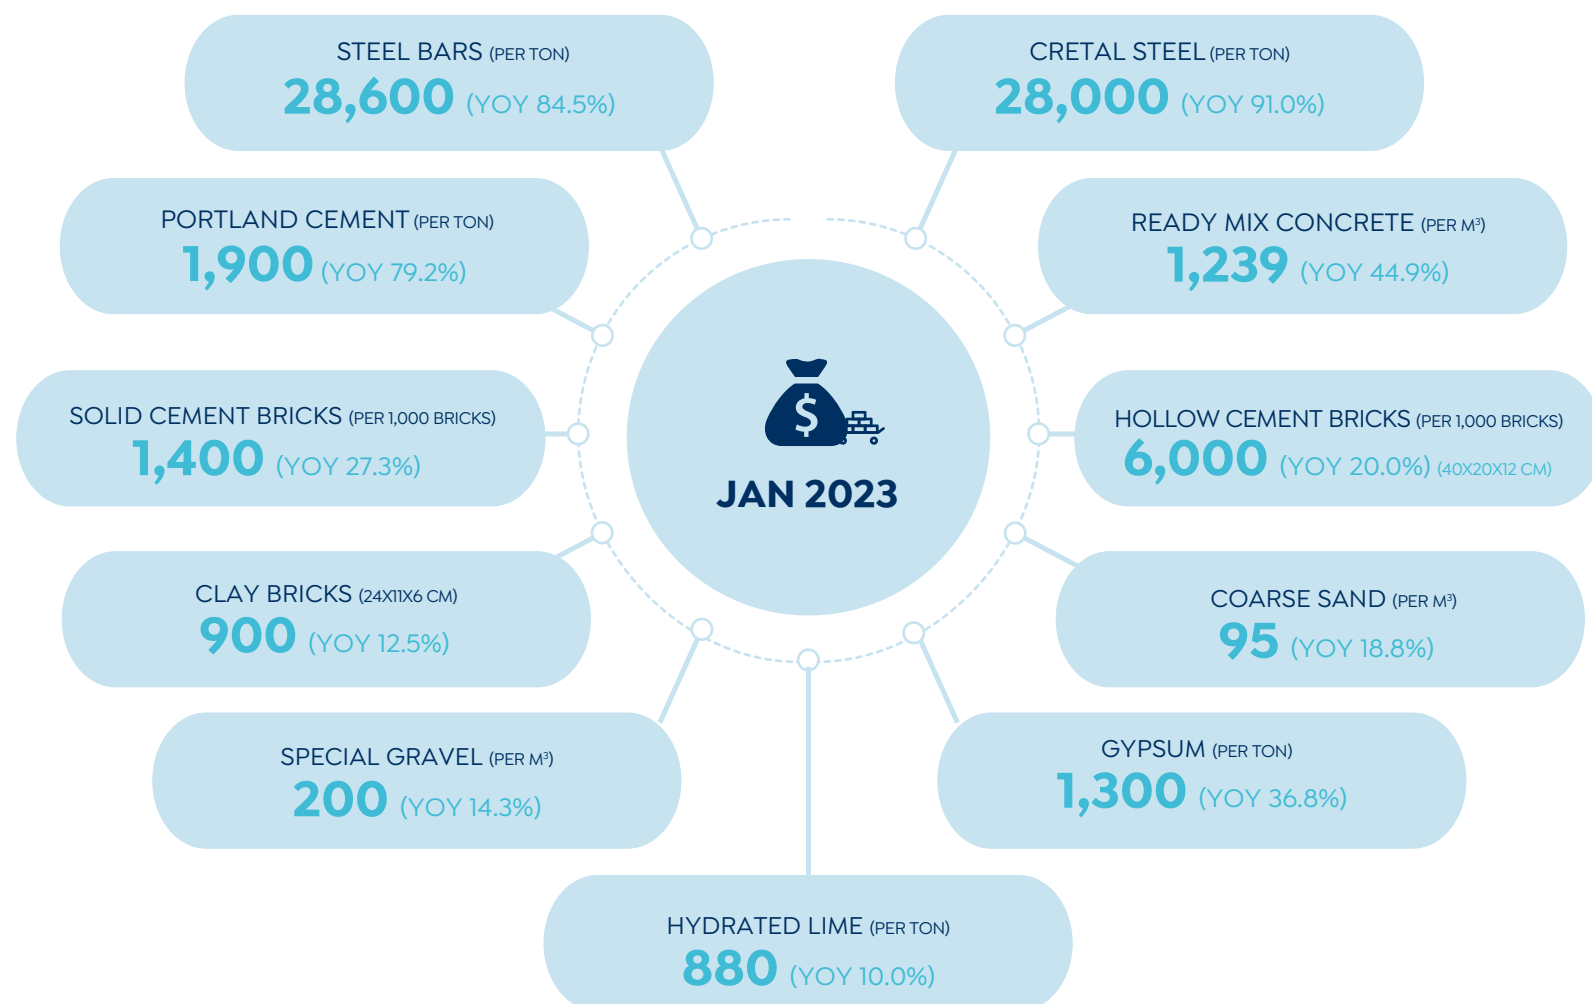 STEEL BARS (PER TON)
28,600 (YOY 84.5%)
CRETAL STEEL (PER TON)
28,000 (YOY 91.0%)
PORTLAND CEMENT (PER TON)
1,900 (YOY 79.2%)
READY MIX CONCRETE (PER M³)
1,239 (YOY 44.9%)
SOLID CEMENT BRICKS (PER 1,000 BRICKS)
1,400 (YOY 27.3%)
$
JAN 2023
HOLLOW CEMENT BRICKS (PER 1,000 BRICKS)
6,000 (YOY 20.0%) (40X20X12 CM)
CLAY BRICKS (24X11X6 CM)
900 (YOY 12.5%)
COARSE SAND (PER M³)
95 (YOY 18.8%)
SPECIAL GRAVEL (PER M³)
200 (YOY 14.3%)
GYPSUM (PER TON)
1,300 (YOY 36.8%)
HYDRATED LIME (PER TON)
880 (YOY 10.0%)